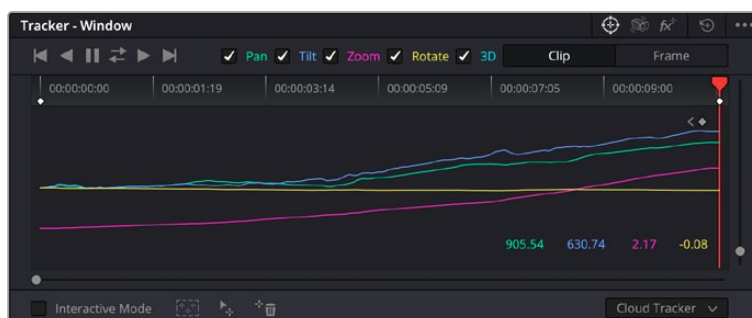 Tracker - Window
Pan Tilt Zoom Rotate 3D Clip Frame
00:00:00:00 00:00:01:19 00:00:03:14 00:00:05:09 00:00:07:05 00:00:09:00
905.54 630.74 2.17 -0.08
Interactive Mode Cloud Tracker